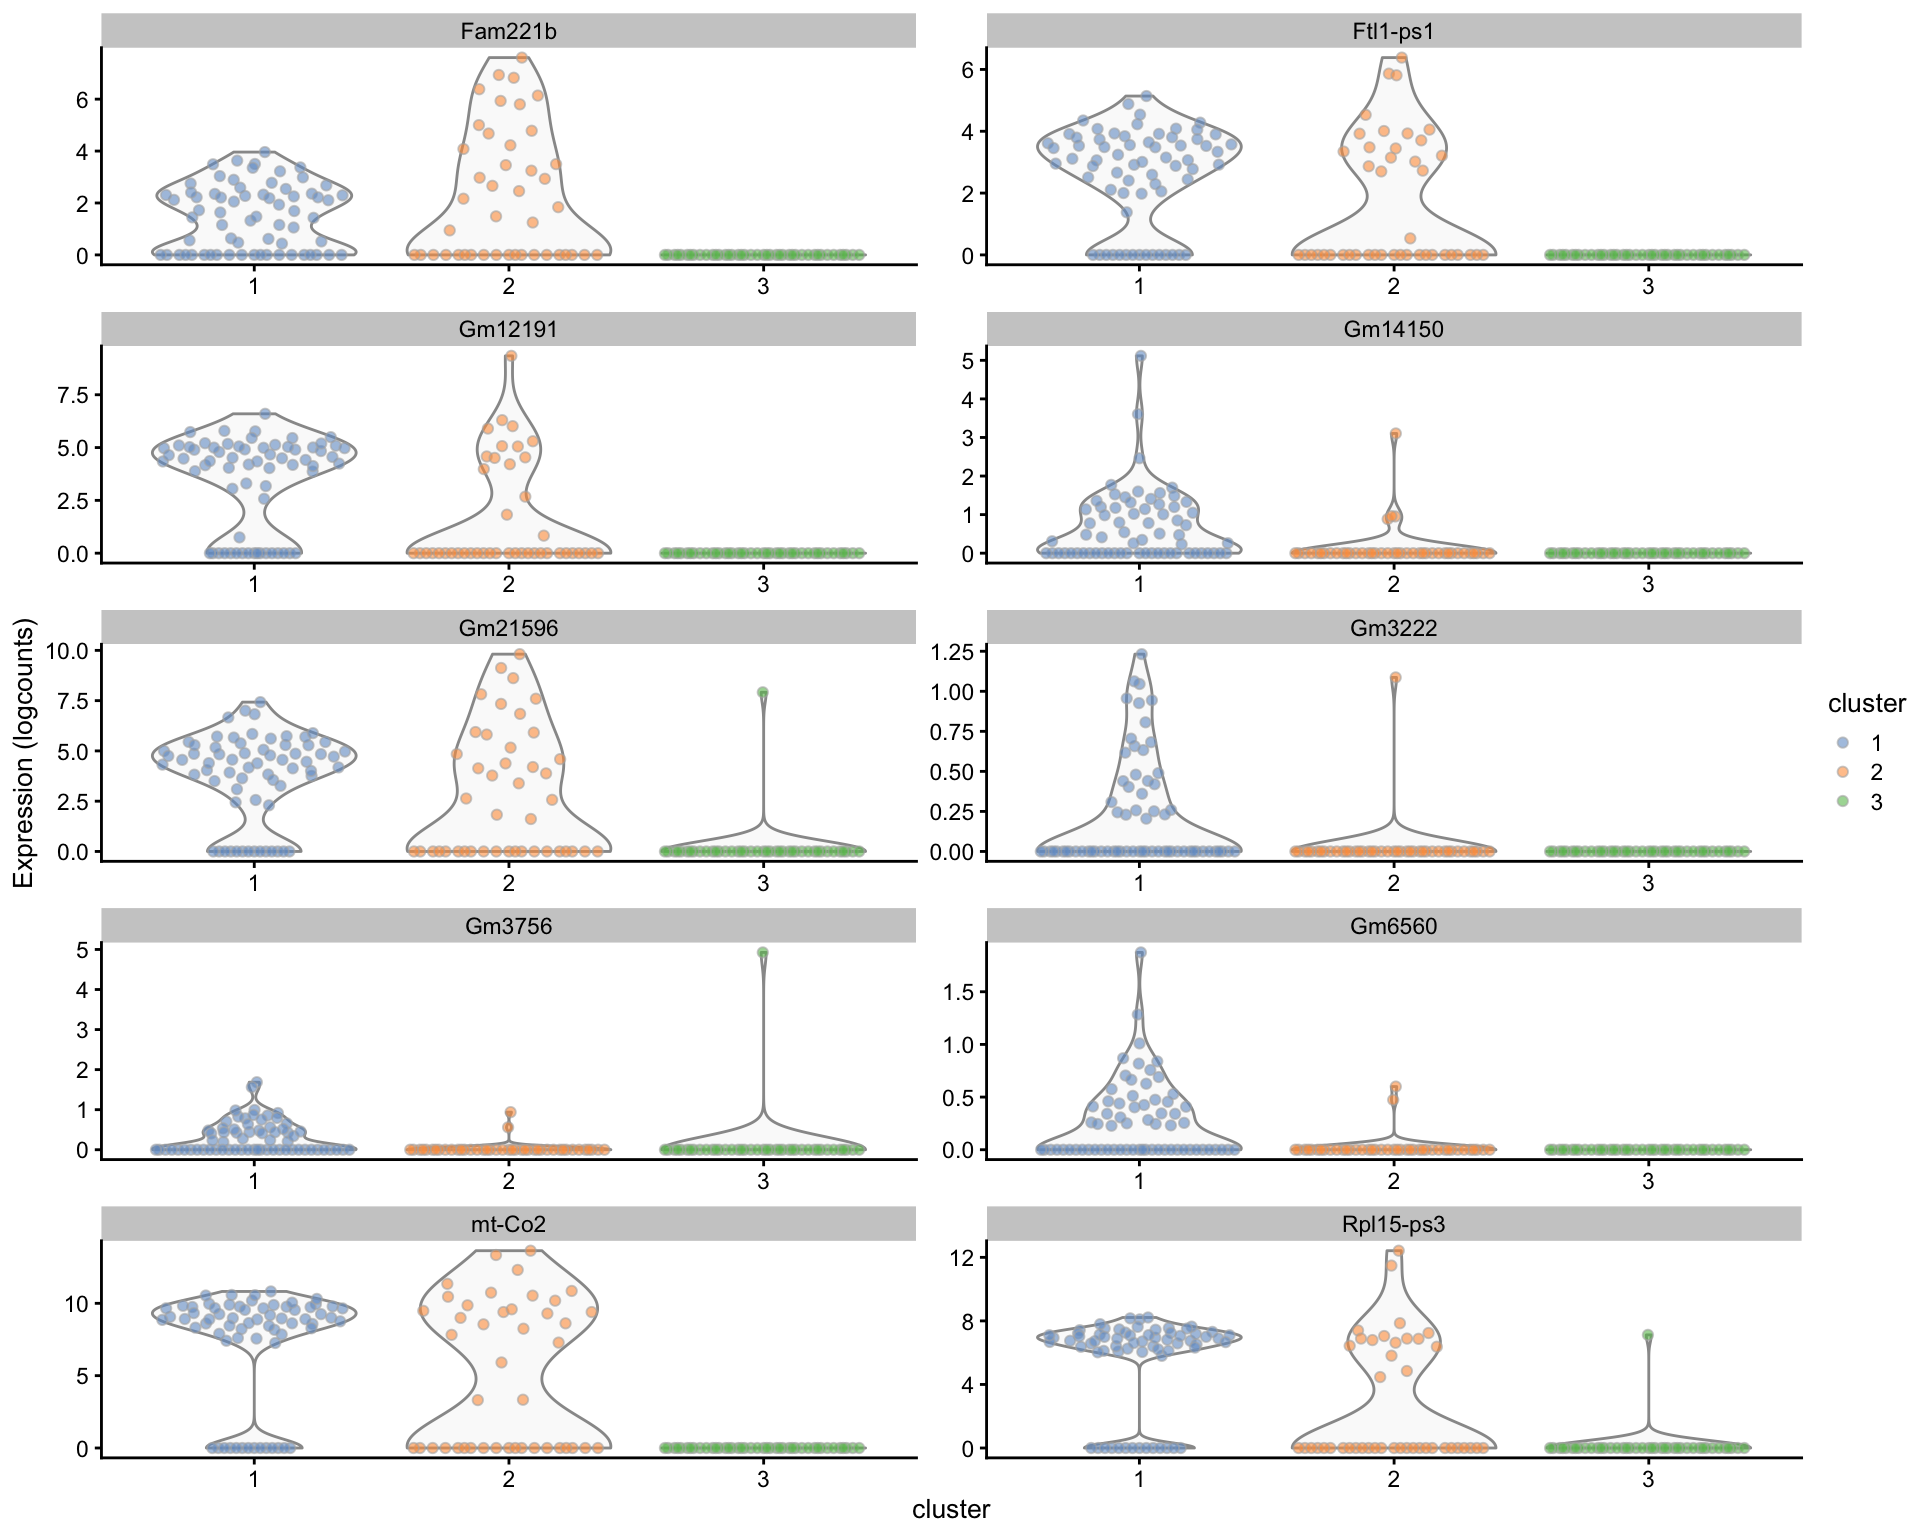 Fam221b
6
4
2
0
1 2 3
Ftl1-ps1
6
4
2
0
1 2 3
Gm12191
7.5
5.0
2.5
0.0
1 2 3
Gm14150
5
4
3
2
1
0
1 2 3
Gm21596
10.0
7.5
5.0
2.5
0.0
1 2 3
Gm3222
1.25
1.00
0.75
0.50
0.25
0.00
1 2 3
Gm3756
5
4
3
2
1
0
1 2 3
Gm6560
1.5
1.0
0.5
0.0
1 2 3
mt-Co2
10
5
0
1 2 3
Rpl15-ps3
12
8
4
0
1 2 3
Expression (logcounts)
cluster
cluster
1
2
3